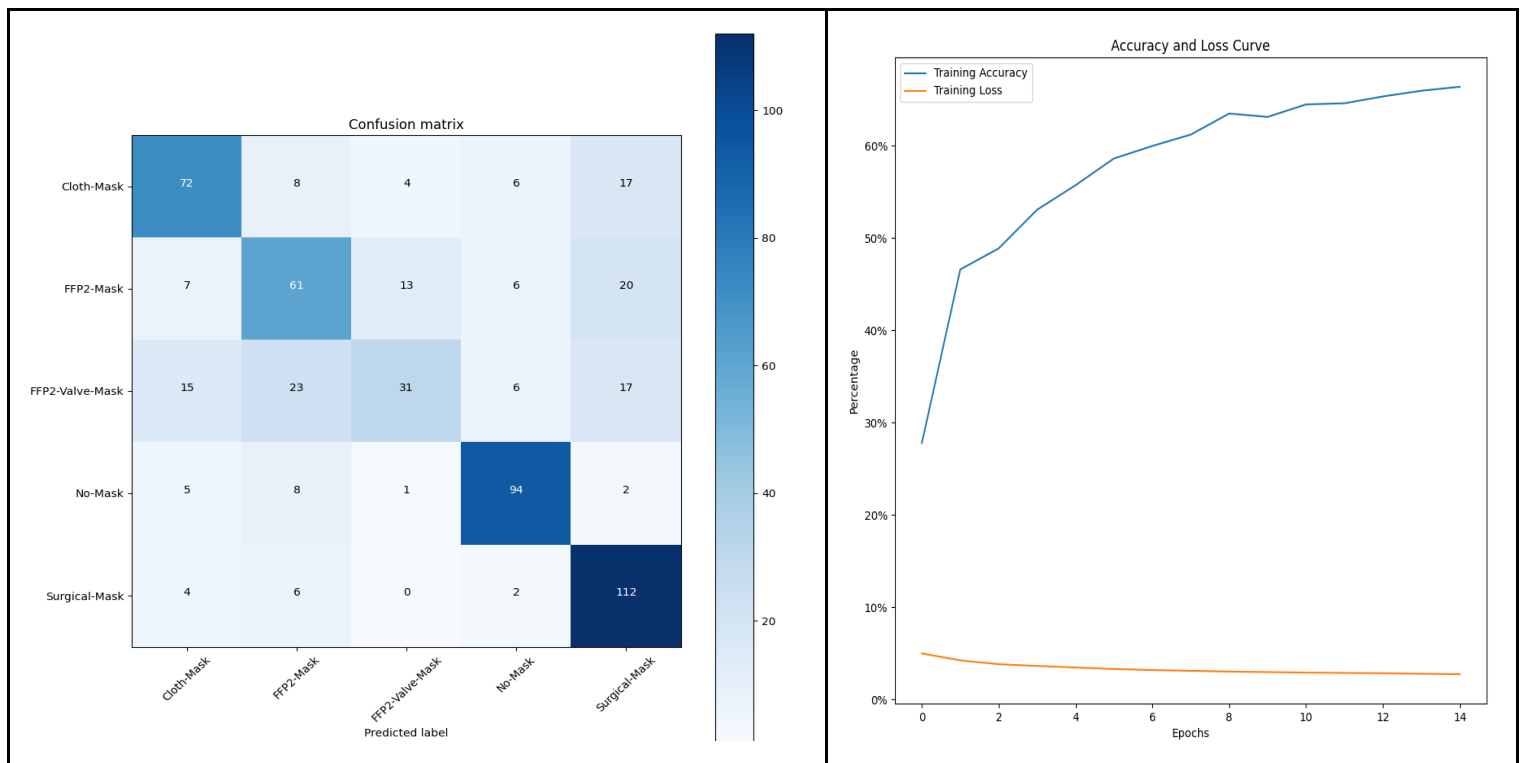 Confusion matrix
Cloth-Mask 72 8 4 6 17
FFP2-Mask 7 61 13 6 20
FFP2-Valve-Mask 15 23 31 6 17
No-Mask 5 8 1 94 2
Surgical-Mask 4 6 0 2 112
Cloth-Mask FFP2-Mask FFP2-Valve-Mask No-Mask Surgical-Mask
Predicted label
100
80
60
40
20
Accuracy and Loss Curve
Training Accuracy
Training Loss
Percentage
60%
50%
40%
30%
20%
10%
0%
0 2 4 6 8 10 12 14
Epochs